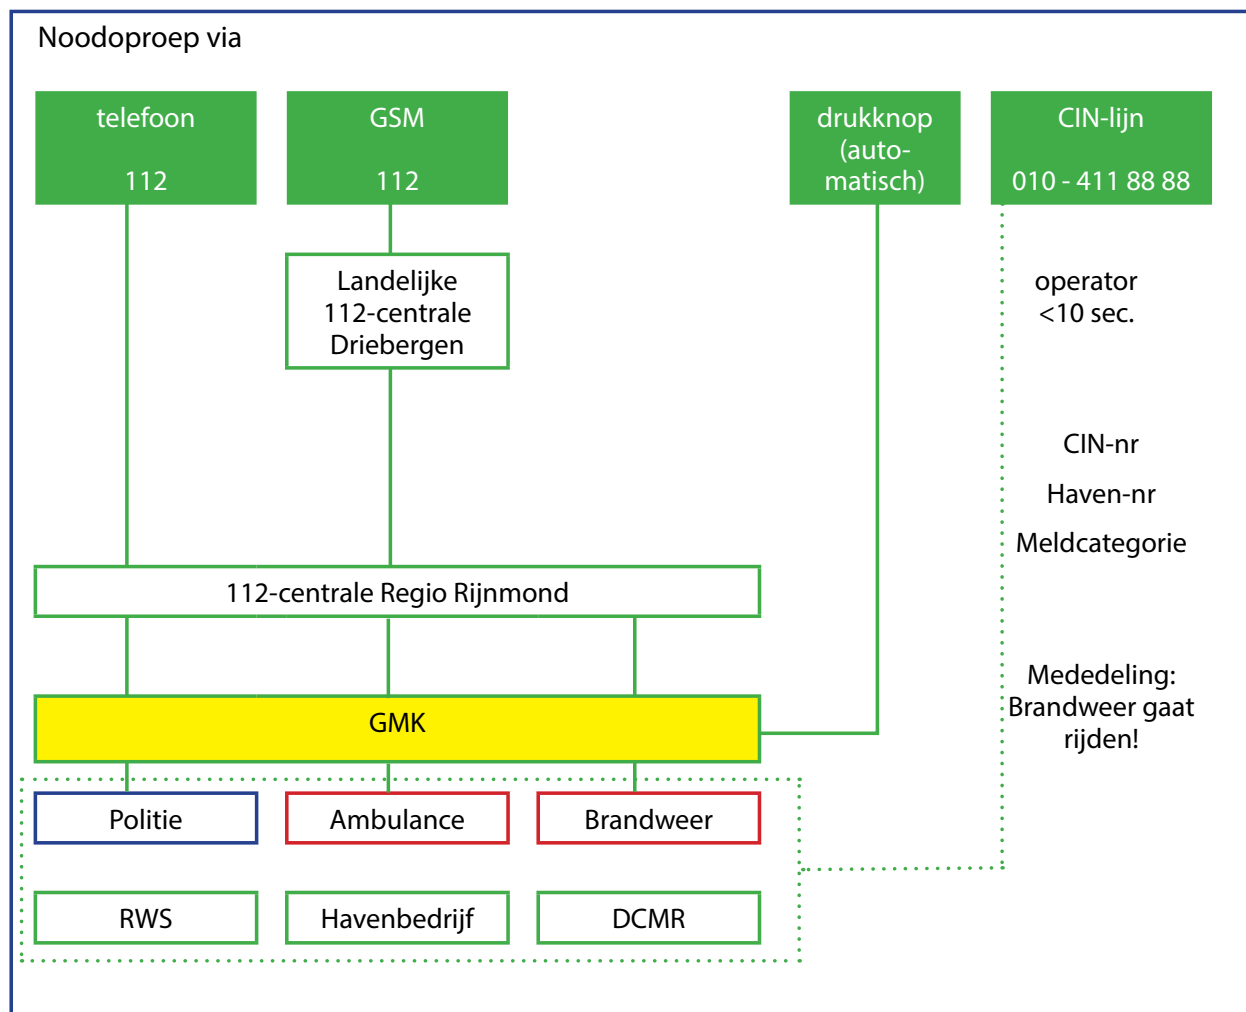 Noodoproep via
telefoon
112
GSM
112
drukknop
(auto-
matisch)
CIN-lijn
010 - 411 88 88
Landelijke
112-centrale
Driebergen
operator
<10 sec.
CIN-nr
Haven-nr
Meldcategorie
112-centrale Regio Rijnmond
Mededeling:
Brandweer gaat
rijden!
GMK
Politie
Ambulance
Brandweer
RWS
Havenbedrijf
DCMR